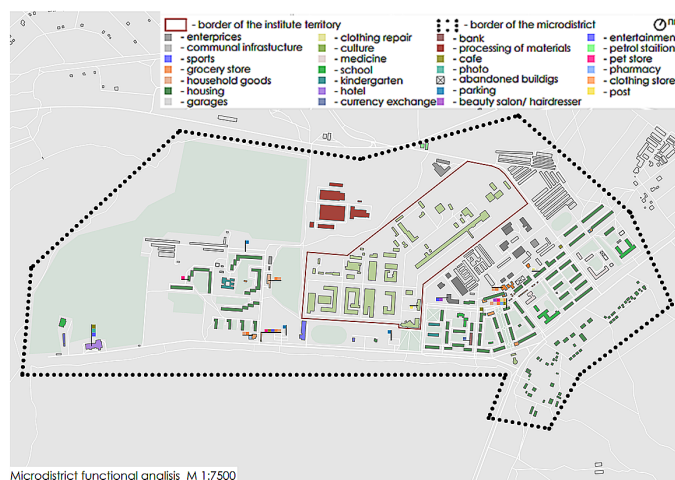 - border of the institute territory
- border of the microdistrict
- enterprices
- communal infrastucture
- sports
- grocery store
- household goods
- housing
- garages
- clothing repair
- culture
- medicine
- school
- kindergarten
- hotel
- currency exchange
- bank
- processing of materials
- cafe
- photo
- abandoned buildigs
- parking
- beauty salon/ hairdresser
- entertainmen
- petrol staition
- pet store
- pharmacy
- clothing store
- post
Microdistrict functional analisis M 1:7500